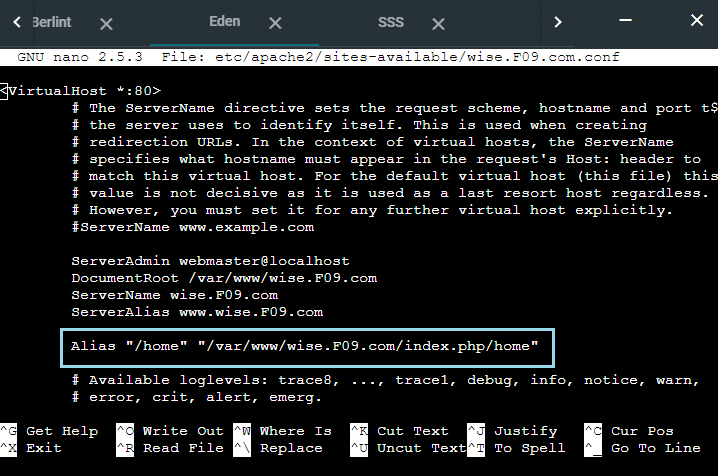 Berlint
Eden
SSS
GNU nano 2.5.3 File: etc/apache2/sites-available/wise.F09.com.conf
<VirtualHost *:80>
# The ServerName directive sets the request scheme, hostname and port t$
# the server uses to identify itself. This is used when creating
# redirection URLs. In the context of virtual hosts, the ServerName
# specifies what hostname must appear in the request's Host: header to
# match this virtual host. For the default virtual host (this file) this
# value is not decisive as it is used as a last resort host regardless.
# However, you must set it for any further virtual host explicitly.
#ServerName www.example.com
ServerAdmin webmaster@localhost
DocumentRoot /var/www/wise.F09.com
ServerName wise.F09.com
ServerAlias www.wise.F09.com
Alias "/home" "/var/www/wise.F09.com/index.php/home"
# Available loglevels: trace8, ..., trace1, debug, info, notice, warn,
# error, crit, alert, emerg.
^G Get Help ^O Write Out ^W Where Is ^K Cut Text ^J Justify ^C Cur Pos
^X Exit ^R Read File ^\ Replace ^U Uncut Text ^T To Spell ^_ Go To Line